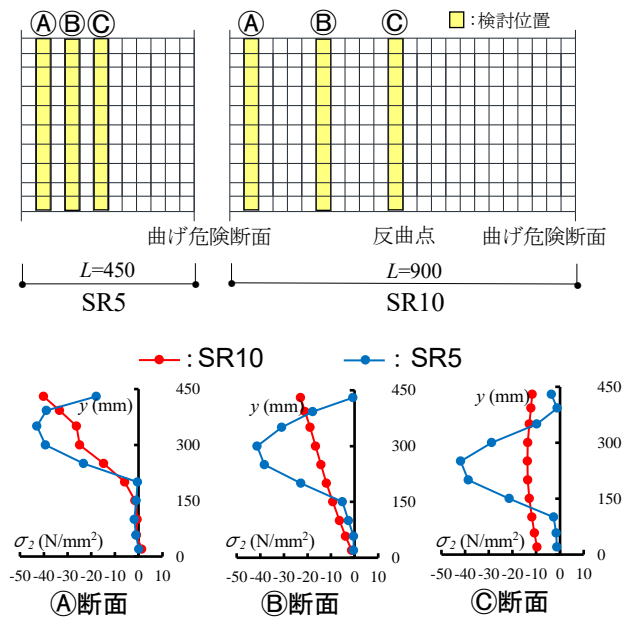 Ⓐ Ⓑ Ⓒ Ⓐ Ⓑ Ⓒ :検討位置
曲げ危険断面 反曲点 曲げ危険断面
L=450 L=900
SR5 SR10
: SR10 : SR5
450 450 450
y (mm) y (mm) y (mm)
300 300 300
150 150 150
σ2 (N/mm²) 0 σ2 (N/mm²) 0 σ2 (N/mm²) 0
-50 -40 -30 -20 -10 0 10 -50 -40 -30 -20 -10 0 10 -50 -40 -30 -20 -10 0 10
Ⓐ断面 Ⓑ断面 Ⓒ断面